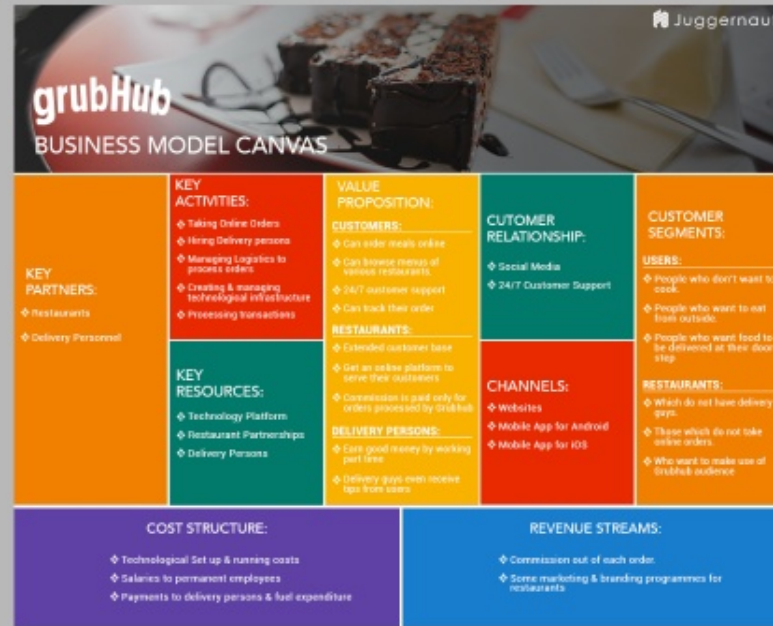 Juggernau
grubHub
BUSINESS MODEL CANVAS
KEY
PARTNERS:
❖ Restaurants
❖ Delivery Personnel
KEY
ACTIVITIES:
❖ Taking Online Orders
❖ Hiring Delivery persons
❖ Managing Logistics to
process orders
❖ Creating & managing
technological infrastructure
❖ Processing transactions
KEY
RESOURCES:
❖ Technology Platform
❖ Restaurant Partnerships
❖ Delivery Persons
VALUE
PROPOSITION:
CUSTOMERS:
❖ Can order meals online
❖ Can browse menus of
various restaurants.
❖ 24/7 customer support
❖ Can track their order
RESTAURANTS:
❖ Extended customer base
❖ Get an online platform to
serve their customers
❖ Commission is paid only for
orders processed by Grubhub
DELIVERY PERSONS:
❖ Earn good money by working
part time
❖ Delivery guys even receive
tips from users
CUTOMER
RELATIONSHIP:
❖ Social Media
❖ 24/7 Customer Support
CHANNELS:
❖ Websites
❖ Mobile App for Android
❖ Mobile App for iOS
CUSTOMER
SEGMENTS:
USERS:
❖ People who don't want to
cook.
❖ People who want to eat
from outside.
❖ People who want food to
be delivered at their door
step
RESTAURANTS:
❖ Which do not have delivery
guys.
❖ Those which do not take
online orders.
❖ Who want to make use of
Grubhub audience
COST STRUCTURE:
❖ Technological Set up & running costs
❖ Salaries to permanent employees
❖ Payments to delivery persons & fuel expenditure
REVENUE STREAMS:
❖ Commission out of each order.
❖ Some marketing & branding programmes for
restaurants